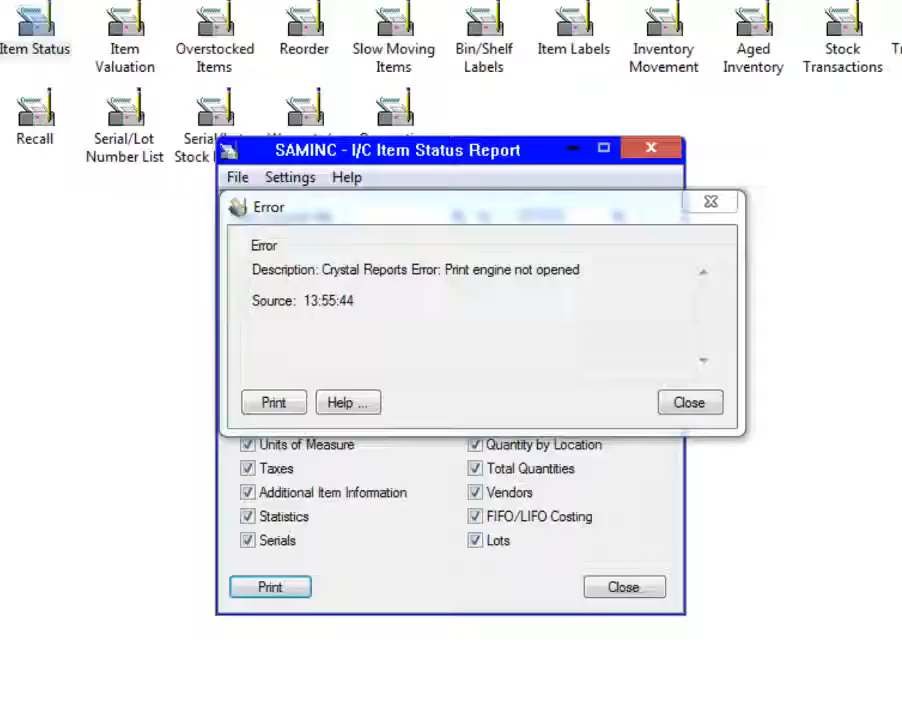 Item Status
Item
Valuation
Overstocked
Items
Reorder
Slow Moving
Items
Bin/Shelf
Labels
Item Labels
Inventory
Movement
Aged
Inventory
Stock
Transactions
Recall
Serial/Lot
Number List
Stock
SAMINC - I/C Item Status Report
File Settings Help
Error
Error
Description: Crystal Reports Error: Print engine not opened
Source: 13:55:44
Print Help ... Close
Units of Measure Quantity by Location
Taxes Total Quantities
Additional Item Information Vendors
Statistics FIFO/LIFO Costing
Serials Lots
Print Close